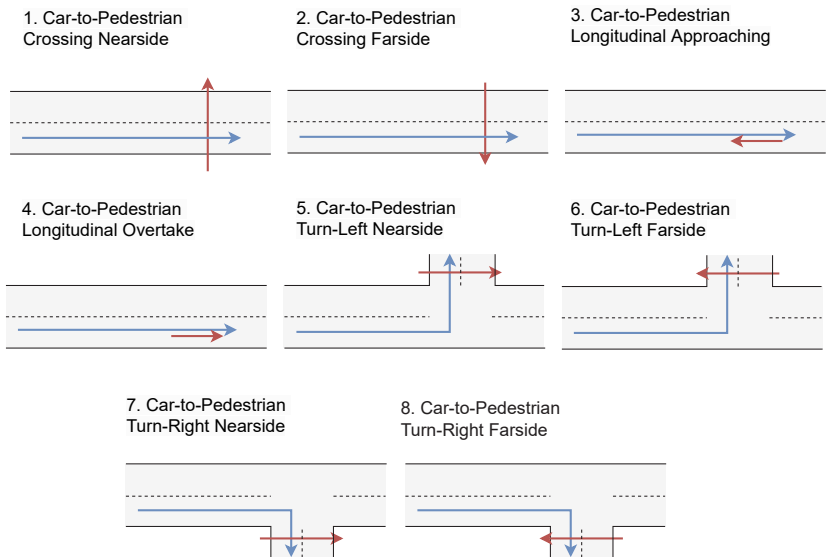 1. Car-to-Pedestrian
Crossing Nearside
2. Car-to-Pedestrian
Crossing Farside
3. Car-to-Pedestrian
Longitudinal Approaching
4. Car-to-Pedestrian
Longitudinal Overtake
5. Car-to-Pedestrian
Turn-Left Nearside
6. Car-to-Pedestrian
Turn-Left Farside
7. Car-to-Pedestrian
Turn-Right Nearside
8. Car-to-Pedestrian
Turn-Right Farside